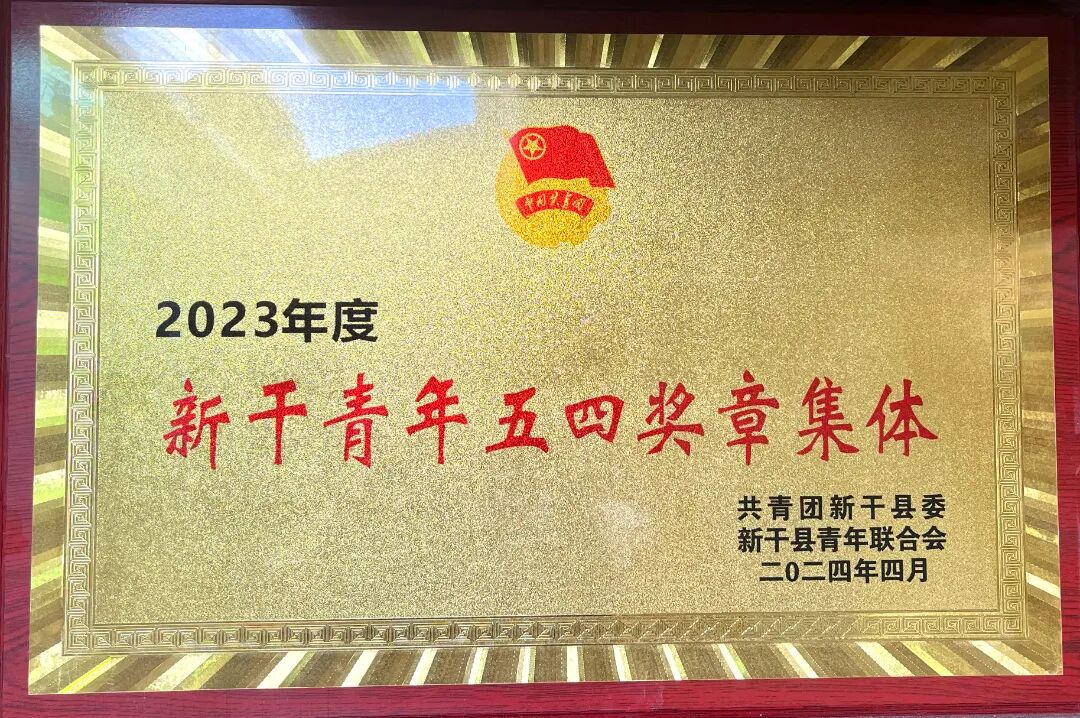 中国共青团
2023年度
新干青年五四奖章集体
共青团新干县委
新干县青年联合会
二0二四年四月